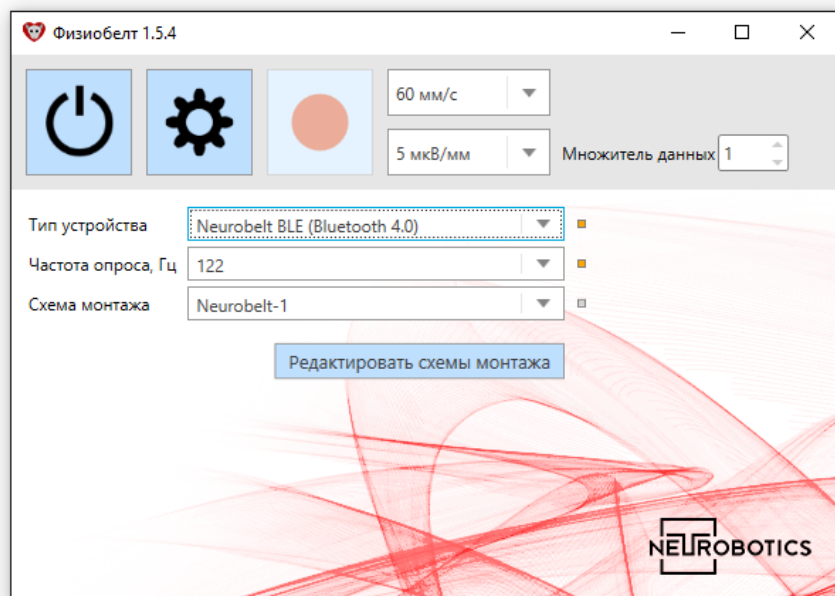 Физиобелт 1.5.4
60 мм/с
5 мкВ/мм
Множитель данных 1
Тип устройства Neurobelt BLE (Bluetooth 4.0)
Частота опроса, Гц 122
Схема монтажа Neurobelt-1
Редактировать схемы монтажа
NEUROBOTICS